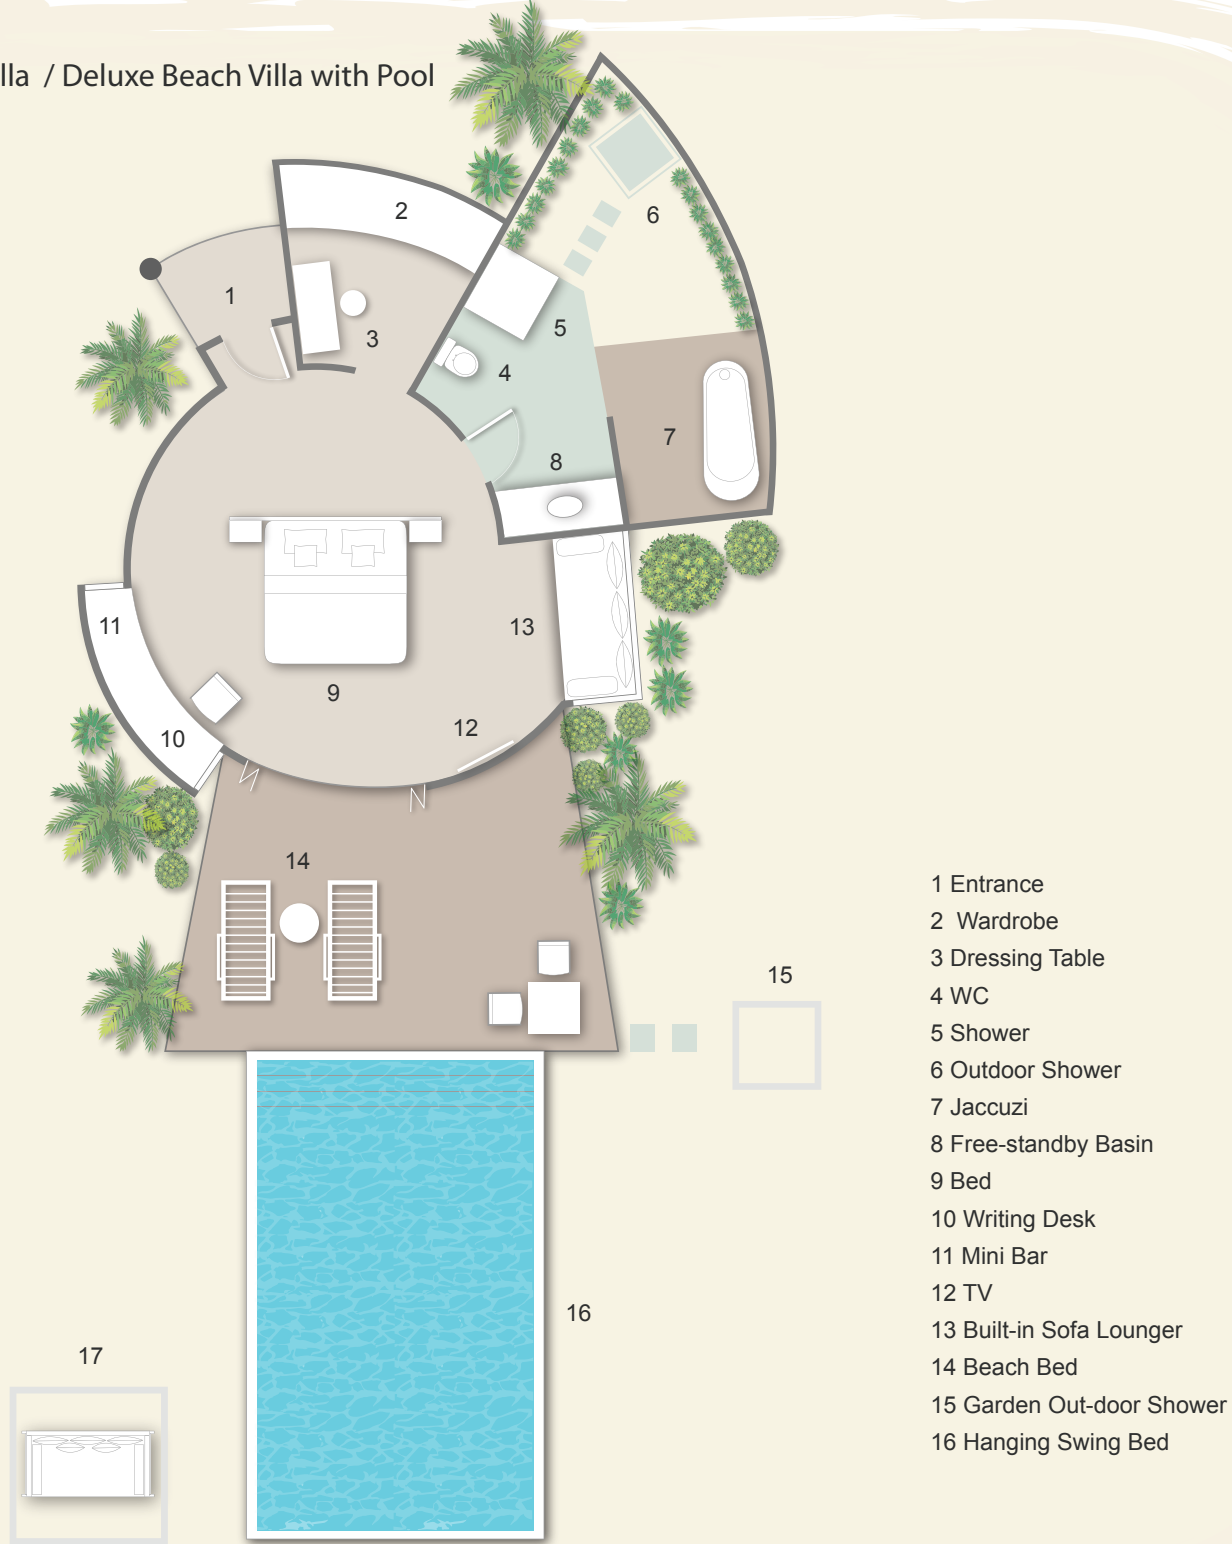 lla / Deluxe Beach Villa with Pool
2
6
1
5
3
4
7
8
11
13
9
12
10
14
15
16
17
1 Entrance
2 Wardrobe
3 Dressing Table
4 WC
5 Shower
6 Outdoor Shower
7 Jaccuzi
8 Free-standby Basin
9 Bed
10 Writing Desk
11 Mini Bar
12 TV
13 Built-in Sofa Lounger
14 Beach Bed
15 Garden Out-door Shower
16 Hanging Swing Bed